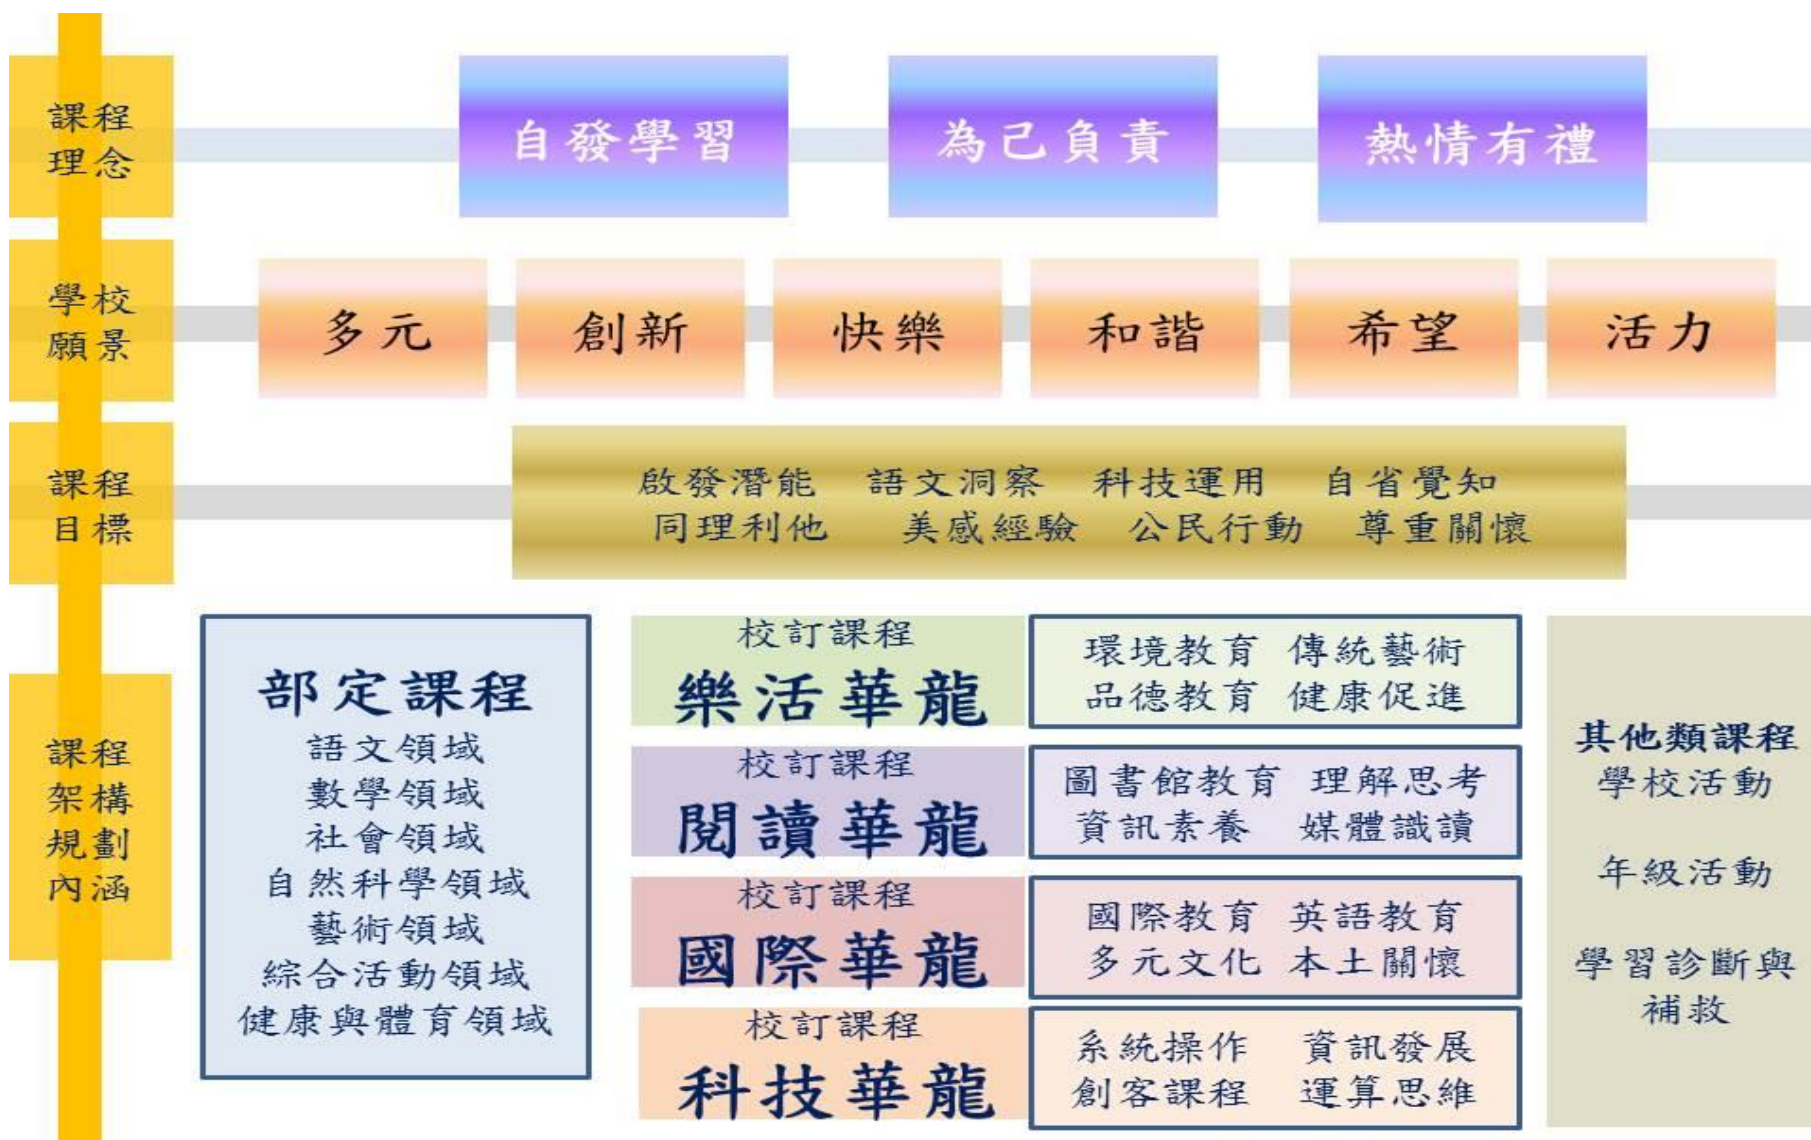 課程
理念
自發學習
為己負責
熱情有禮
學校
願景
多元
創新
快樂
和諧
希望
活力
課程
目標
啟發潛能 語文洞察 科技運用 自省覺知
同理利他 美感經驗 公民行動 尊重關懷
課程
架構
規劃
內涵
部定課程
語文領域
數學領域
社會領域
自然科學領域
藝術領域
綜合活動領域
健康與體育領域
校訂課程
樂活華龍
環境教育 傳統藝術
品德教育 健康促進
校訂課程
閱讀華龍
圖書館教育 理解思考
資訊素養 媒體識讀
校訂課程
國際華龍
國際教育 英語教育
多元文化 本土關懷
校訂課程
科技華龍
系統操作 資訊發展
創客課程 運算思維
其他類課程
學校活動
年級活動
學習診斷與
補救